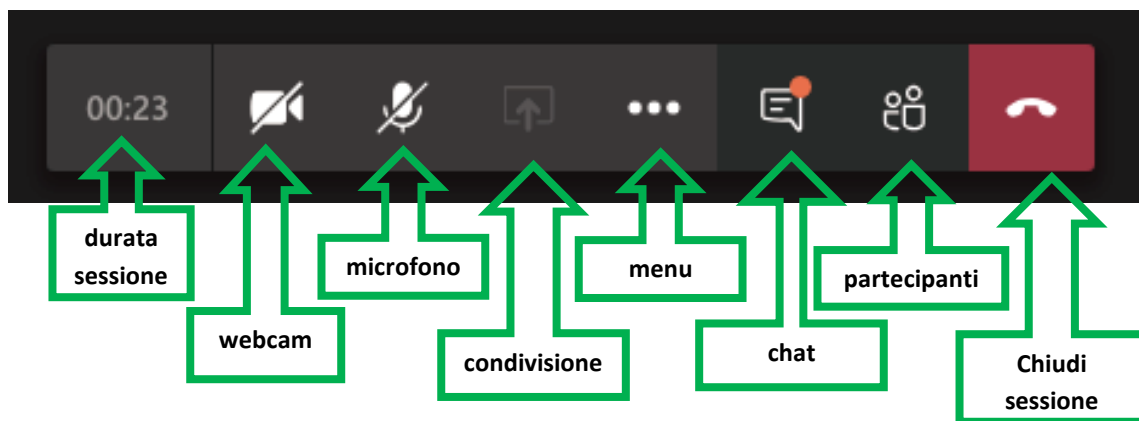 00:23
durata
sessione
webcam
microfono
condivisione
menu
chat
partecipanti
Chiudi
sessione